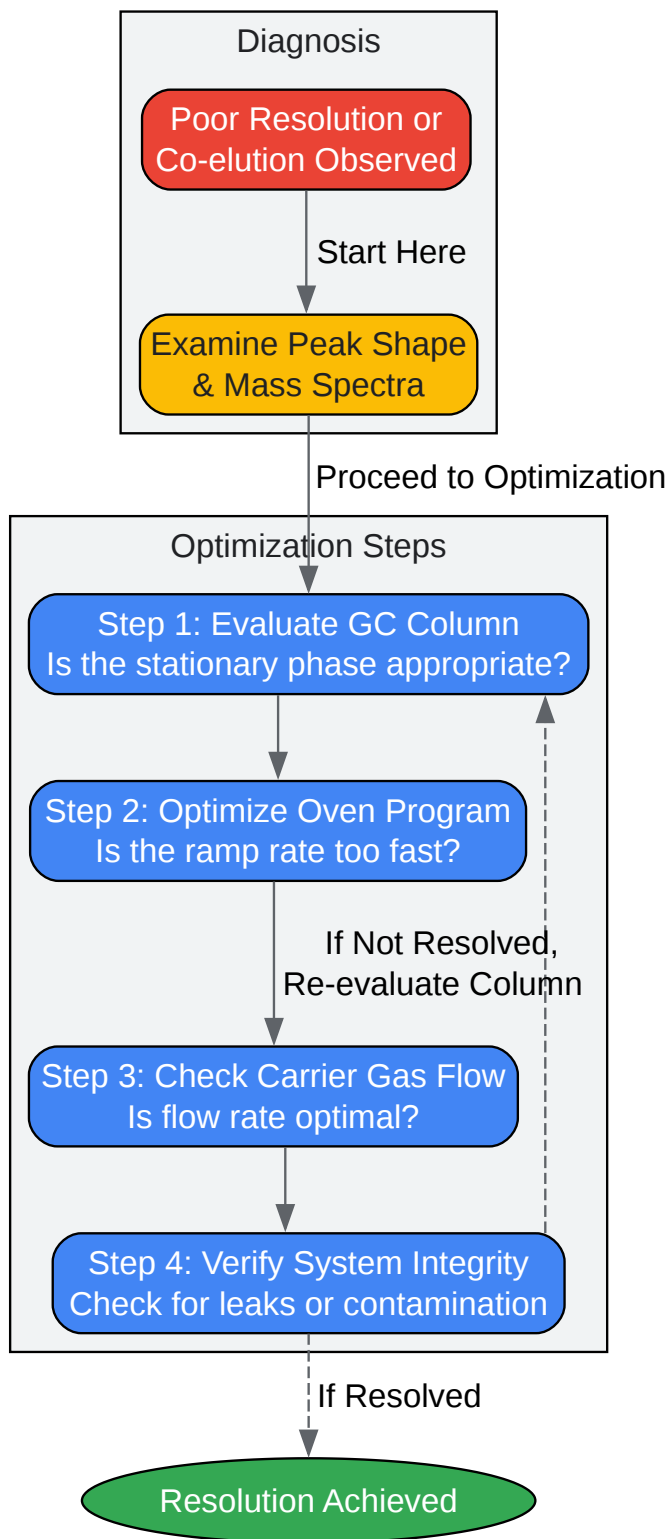 Diagnosis
Poor Resolution or
Co-elution Observed
Start Here
Examine Peak Shape
& Mass Spectra
Proceed to Optimization
Optimization Steps
Step 1: Evaluate GC Column
Is the stationary phase appropriate?
Step 2: Optimize Oven Program
Is the ramp rate too fast?
If Not Resolved,
Re-evaluate Column
Step 3: Check Carrier Gas Flow
Is flow rate optimal?
Step 4: Verify System Integrity
Check for leaks or contamination
If Resolved
Resolution Achieved